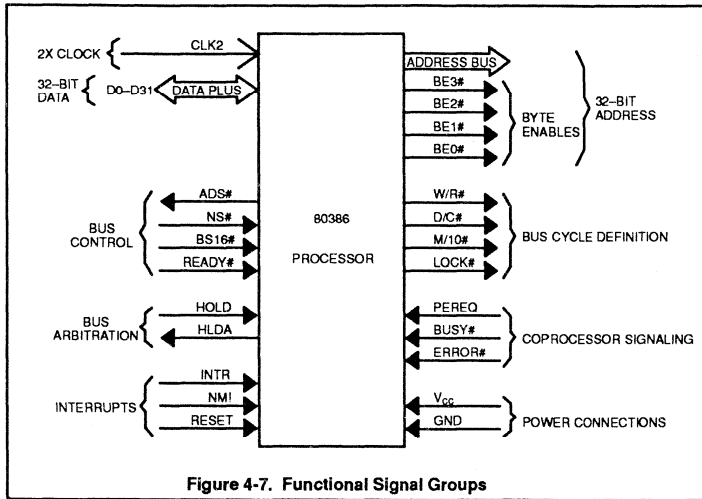 2X CLOCK
CLK2
32-BIT
DATA
D0-D31
DATA PLUS
BUS
CONTROL
ADS#
NS#
BS16#
READY#
BUS
ARBITRATION
HOLD
HLDA
INTERRUPTS
INTR
NMI
RESET
80386
PROCESSOR
ADDRESS BUS
BE3#
BE2#
BE1#
BE0#
BYTE
ENABLES
32-BIT
ADDRESS
W/R#
D/C#
M/10#
LOCK#
BUS CYCLE DEFINITION
PEREQ
BUSY#
ERROR#
COPROCESSOR SIGNALING
VCC
GND
POWER CONNECTIONS
Figure 4-7. Functional Signal Groups